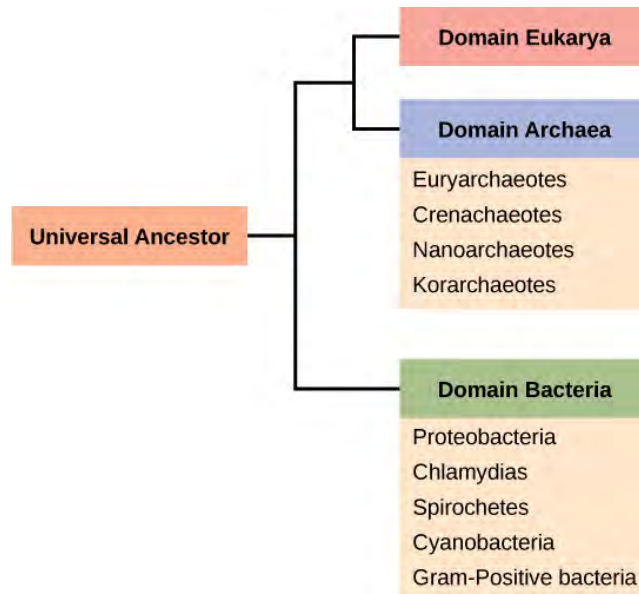 Domain Eukarya
Domain Archaea
Euryarchaeotes
Crenachaeotes
Nanoarchaeotes
Korarchaeotes
Universal Ancestor
Domain Bacteria
Proteobacteria
Chlamydias
Spirochetes
Cyanobacteria
Gram-Positive bacteria